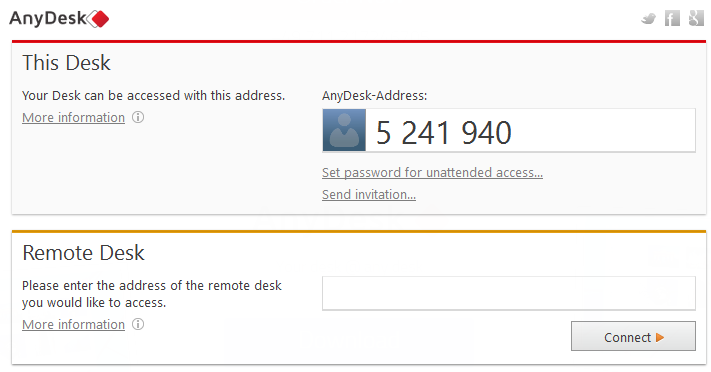 AnyDesk
This Desk
Your Desk can be accessed with this address.
More information
AnyDesk-Address:
5 241 940
Set password for unattended access...
Send invitation...
Remote Desk
Please enter the address of the remote desk
you would like to access.
More information
Connect